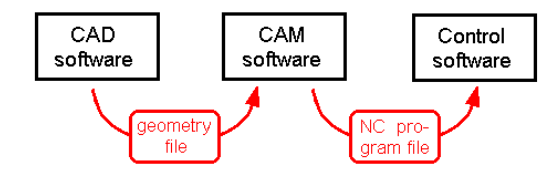 CAD
software
CAM
software
Control
software
geometry
file
NC pro-
gram file